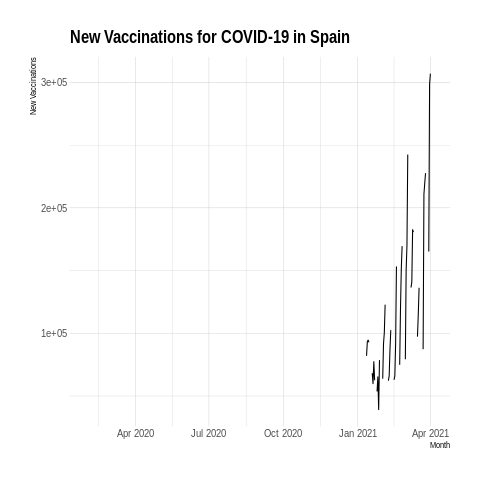 New Vaccinations for COVID-19 in Spain
New Vaccinations
3e+05
2e+05
1e+05
Apr 2020 Jul 2020 Oct 2020 Jan 2021 Apr 2021
Month